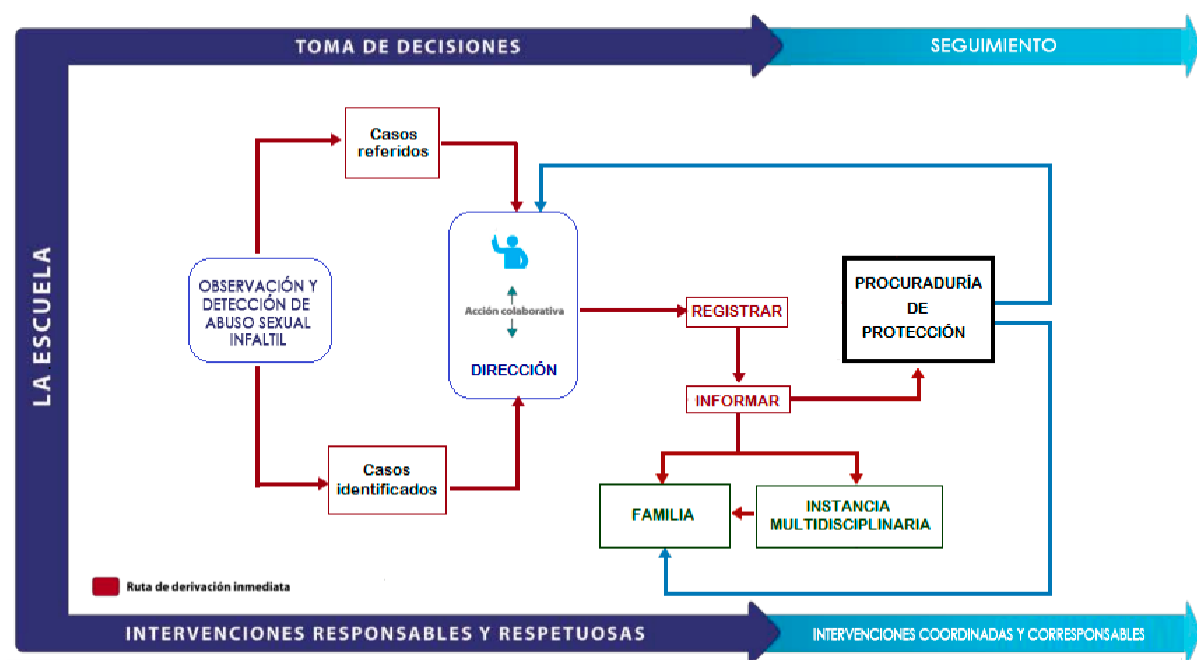 TOMA DE DECISIONES
SEGUIMIENTO
LA ESCUELA
Casos
referidos
OBSERVACIÓN Y
DETECCIÓN DE
ABUSO SEXUAL
INFALTIL
Acción colaborativa
DIRECCIÓN
Casos
identificados
REGISTRAR
INFORMAR
PROCURADURÍA
DE
PROTECCIÓN
FAMILIA
INSTANCIA
MULTIDISCIPLINARIA
Ruta de derivación inmediata
INTERVENCIONES RESPONSABLES Y RESPETUOSAS
INTERVENCIONES COORDINADAS Y CORRESPONSABLES